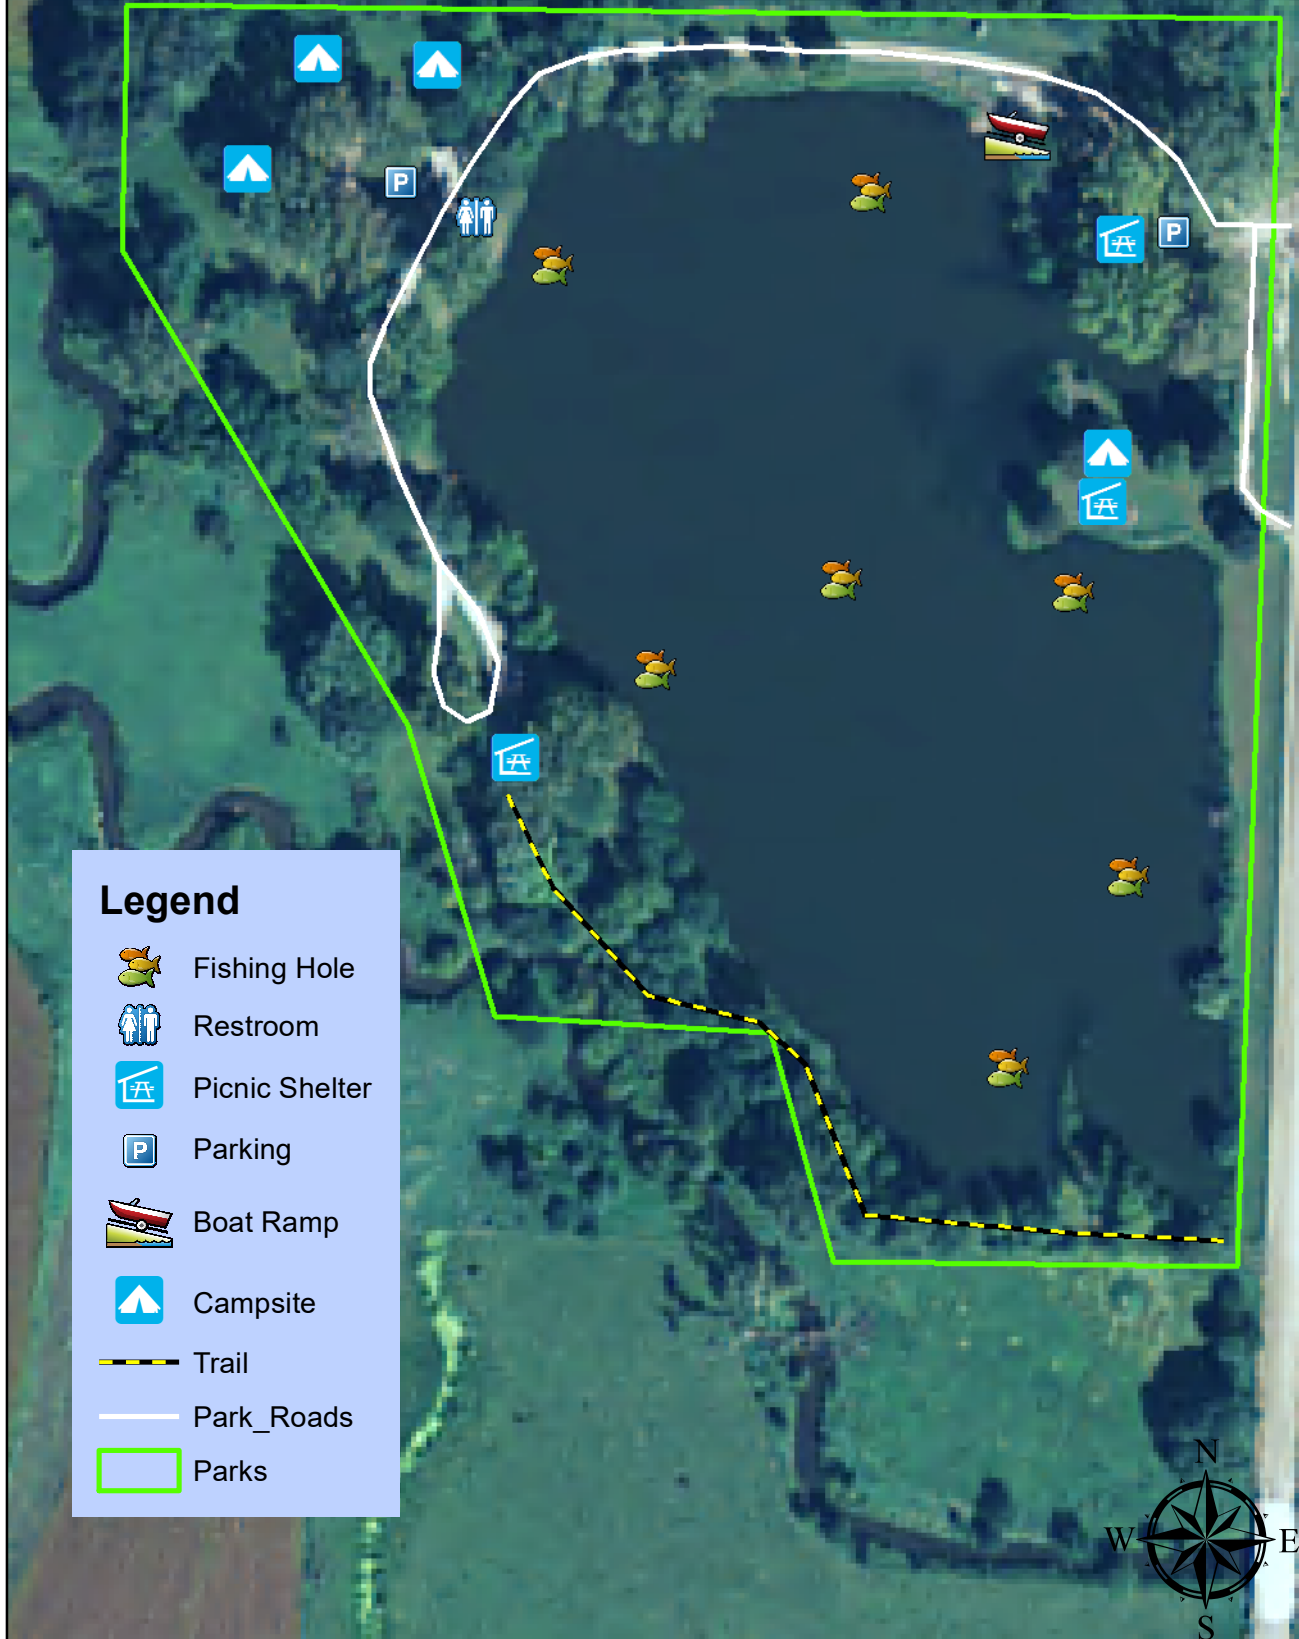 P
P
Legend
Fishing Hole
Restroom
Picnic Shelter
P
Parking
Boat Ramp
Campsite
Trail
Park_Roads
Parks
N
W
E
S